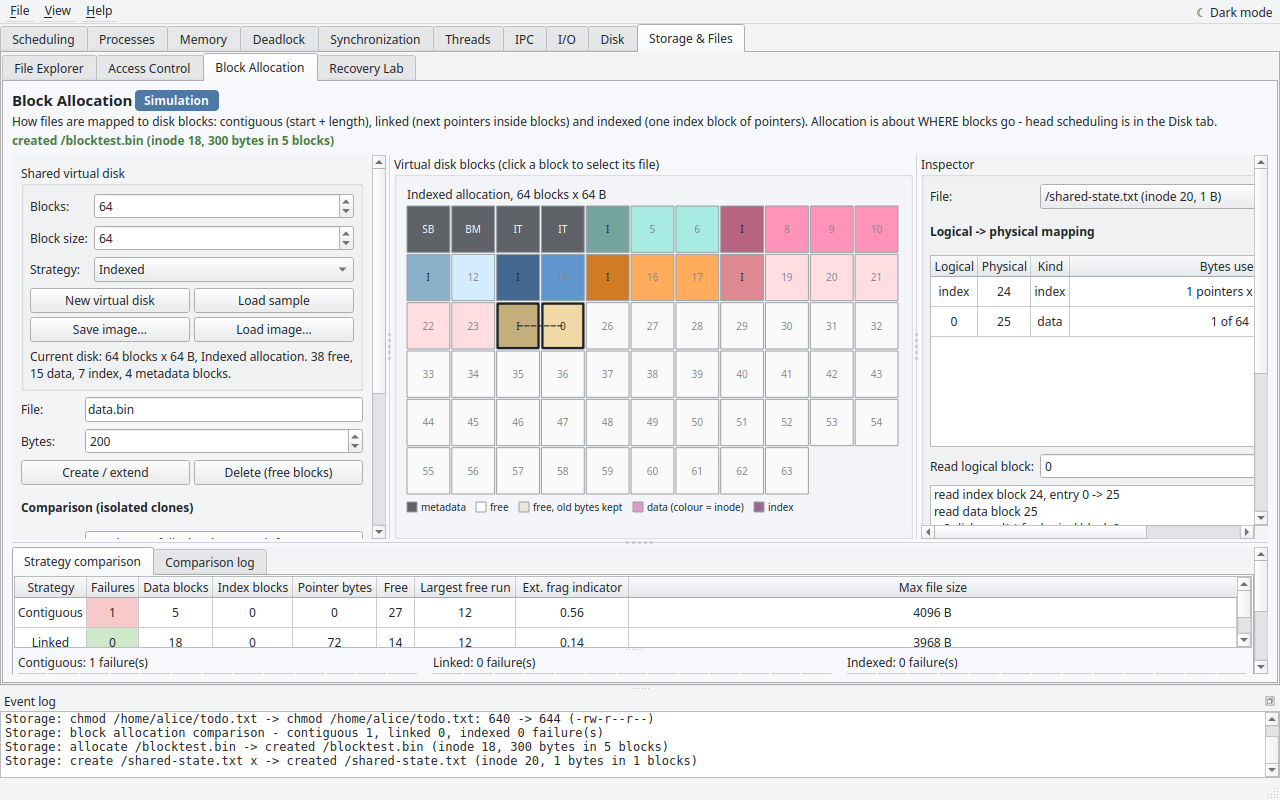 File View Help
☾ Dark mode
Scheduling Processes Memory Deadlock Synchronization Threads IPC I/O Disk Storage & Files
File Explorer Access Control Block Allocation Recovery Lab
Block Allocation Simulation
How files are mapped to disk blocks: contiguous (start + length), linked (next pointers inside blocks) and indexed (one index block of pointers). Allocation is about WHERE blocks go - head scheduling is in the Disk tab.
created /blocktest.bin (inode 18, 300 bytes in 5 blocks)
Shared virtual disk
Blocks: 64
Block size: 64
Strategy: Indexed
New virtual disk Load sample
Save image... Load image...
Current disk: 64 blocks x 64 B, Indexed allocation. 38 free,
15 data, 7 index, 4 metadata blocks.
File: data.bin
Bytes: 200
Create / extend Delete (free blocks)
Comparison (isolated clones)
Virtual disk blocks (click a block to select its file)
Indexed allocation, 64 blocks x 64 B
SB BM IT IT I 5 6 I 8 9 10
I 12 I 14 I 16 17 I 19 20 21
22 23 I 0 26 27 28 29 30 31 32
33 34 35 36 37 38 39 40 41 42 43
44 45 46 47 48 49 50 51 52 53 54
55 56 57 58 59 60 61 62 63
metadata free free, old bytes kept data (colour = inode) index
Inspector
File: /shared-state.txt (inode 20, 1 B)
Logical -> physical mapping
Logical Physical Kind Bytes use
index 24 index 1 pointers x
0 25 data 1 of 64
Read logical block: 0
read index block 24, entry 0 -> 25
read data block 25
Strategy comparison Comparison log
Strategy Failures Data blocks Index blocks Pointer bytes Free Largest free run Ext. frag indicator Max file size
Contiguous 1 5 0 0 27 12 0.56 4096 B
Linked 0 18 0 72 14 12 0.14 3968 B
Contiguous: 1 failure(s) Linked: 0 failure(s) Indexed: 0 failure(s)
Event log
Storage: chmod /home/alice/todo.txt -> chmod /home/alice/todo.txt: 640 -> 644 (-rw-r--r--)
Storage: block allocation comparison - contiguous 1, linked 0, indexed 0 failure(s)
Storage: allocate /blocktest.bin -> created /blocktest.bin (inode 18, 300 bytes in 5 blocks)
Storage: create /shared-state.txt x -> created /shared-state.txt (inode 20, 1 bytes in 1 blocks)